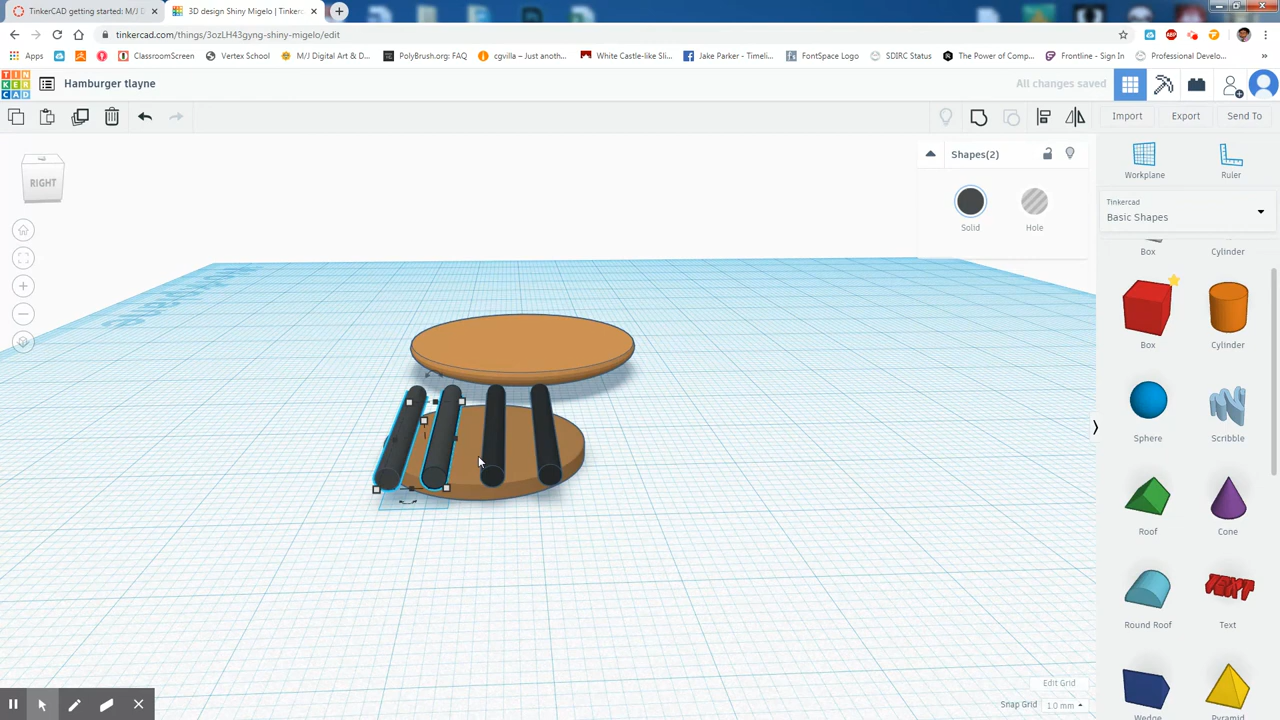 TinkerCAD getting started: M/J D
3D design Shiny Migelo | Tinkerc
tinkercad.com/things/3ozLH43gyng-shiny-migelo/edit
Apps ClassroomScreen Vertex School M/J Digital Art & D... PolyBrush.org: FAQ cgvilla – Just anoth... White Castle-like Sli... Jake Parker - Timeli... FontSpace Logo SDIRC Status The Power of Comp... Frontline - Sign In Professional Develo...
TIN
KER
CAD
Hamburger tlayne
All changes saved
Import Export Send To
Shapes(2)
Solid Hole
RIGHT
Workplane Ruler
Tinkercad
Basic Shapes
Box Cylinder
Box Cylinder
Sphere Scribble
Roof Cone
TEXT
Round Roof Text
Wedge Pyramid
Edit Grid
Snap Grid 1.0 mm